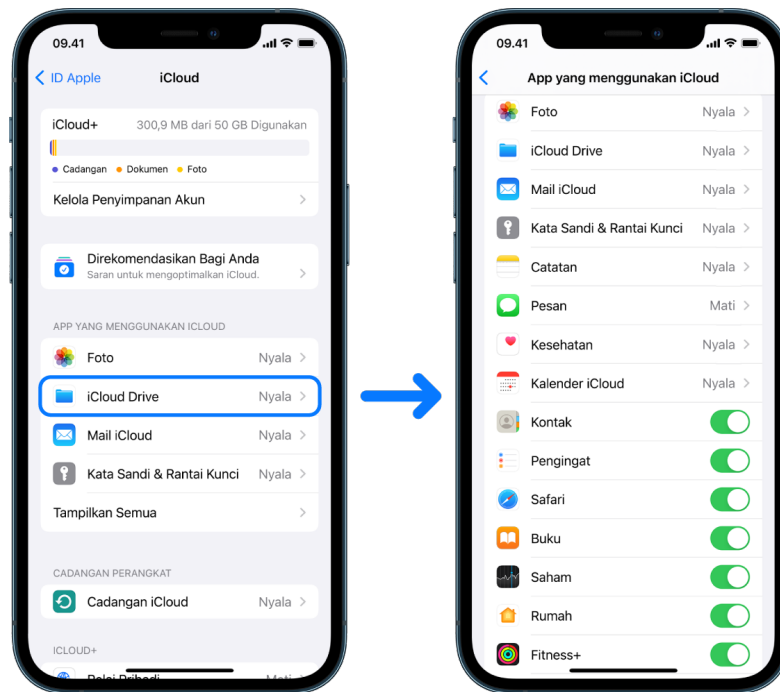 09.41
ID Apple
iCloud
iCloud+
300,9 MB dari 50 GB Digunakan
Cadangan
Dokumen
Foto
Kelola Penyimpanan Akun
Direkomendasikan Bagi Anda
Saran untuk mengoptimalkan iCloud.
APP YANG MENGGUNAKAN ICLOUD
Foto Nyala
iCloud Drive Nyala
Mail iCloud Nyala
Kata Sandi & Rantai Kunci Nyala
Tampilkan Semua
CADANGAN PERANGKAT
Cadangan iCloud Nyala
ICLOUD+
Relai Pribadi Mati
09.41
App yang menggunakan iCloud
Foto Nyala
iCloud Drive Nyala
Mail iCloud Nyala
Kata Sandi & Rantai Kunci Nyala
Catatan Nyala
Pesan Mati
Kesehatan Nyala
Kalender iCloud Nyala
Kontak
Pengingat
Safari
Buku
Saham
Rumah
Fitness+